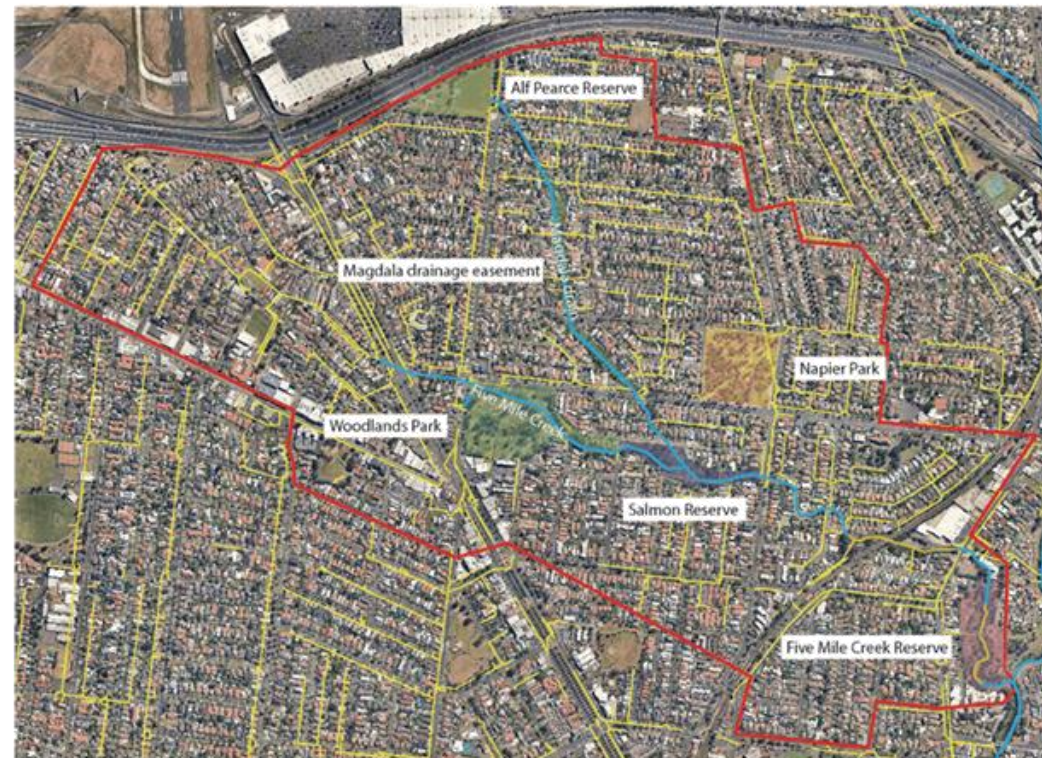 Alf Pearce Reserve
Magdala drainage easement
Napier Park
Woodlands Park
Five Mile Creek
Salmon Reserve
Five Mile Creek Reserve